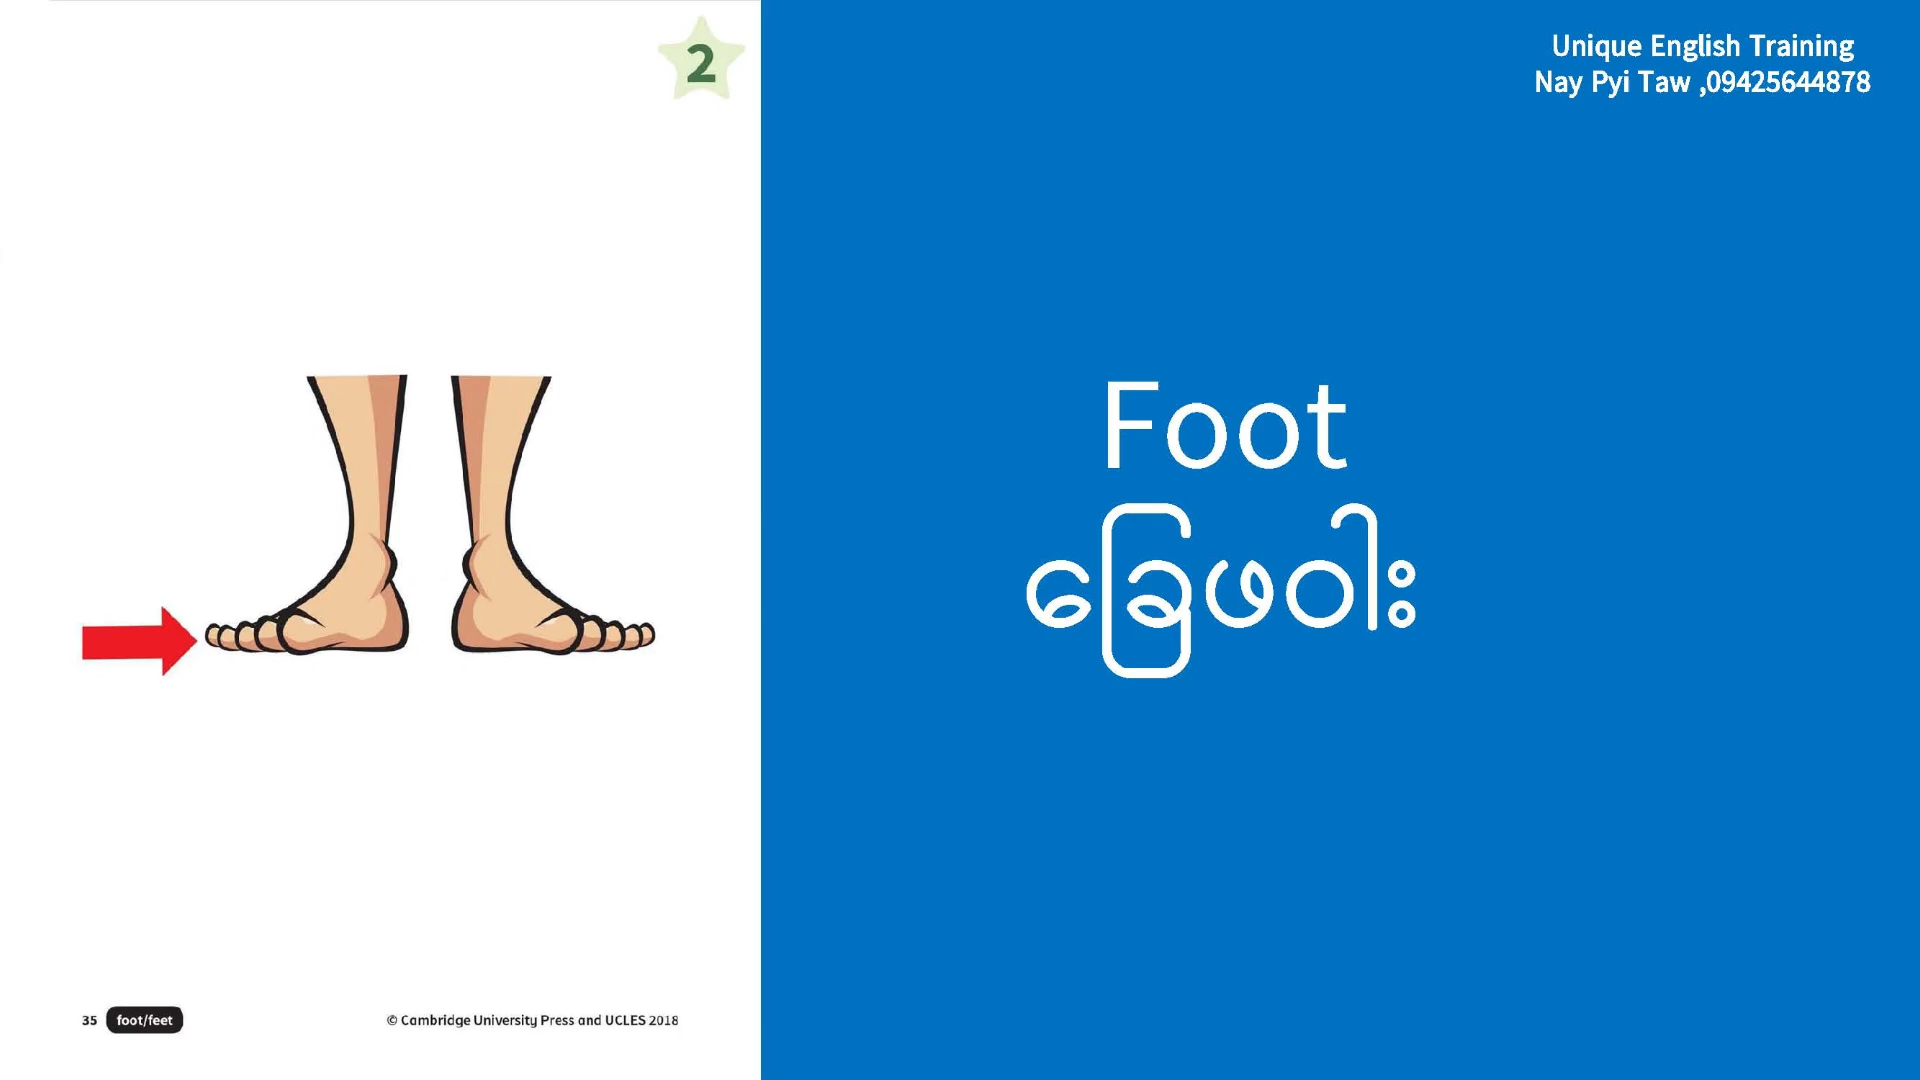 2
35 foot/feet
© Cambridge University Press and UCLES 2018
Unique English Training
Nay Pyi Taw ,09425644878
Foot
ခြေဖဝါး